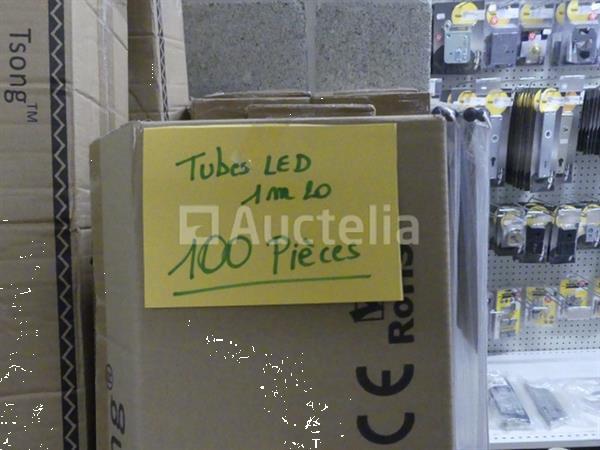 Tsong™
Tubes LED
1m20
Auctelia
100 Pièces
CE RoHS